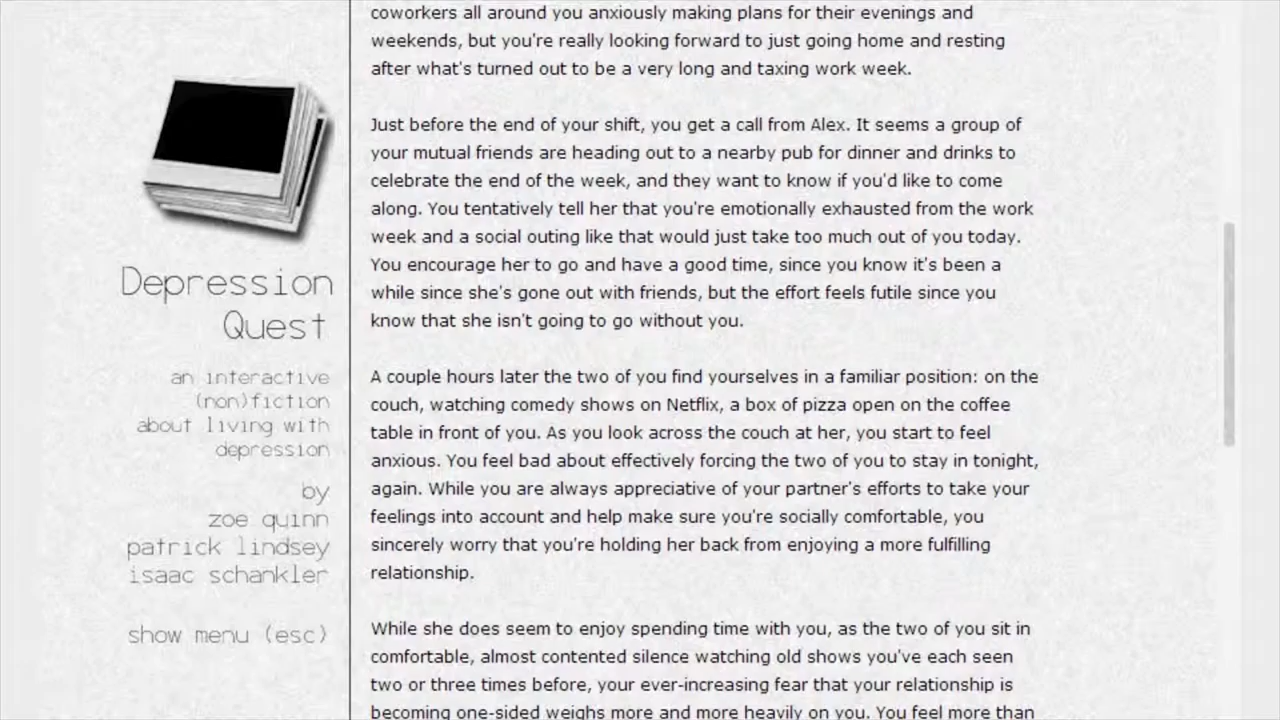 Depression
Quest
an interactive
(non)fiction
about living with
depression
by
zoe quinn
patrick lindsey
isaac schankler
show menu (esc)
coworkers all around you anxiously making plans for their evenings and
weekends, but you're really looking forward to just going home and resting
after what's turned out to be a very long and taxing work week.
Just before the end of your shift, you get a call from Alex. It seems a group of
your mutual friends are heading out to a nearby pub for dinner and drinks to
celebrate the end of the week, and they want to know if you'd like to come
along. You tentatively tell her that you're emotionally exhausted from the work
week and a social outing like that would just take too much out of you today.
You encourage her to go and have a good time, since you know it's been a
while since she's gone out with friends, but the effort feels futile since you
know that she isn't going to go without you.
A couple hours later the two of you find yourselves in a familiar position: on the
couch, watching comedy shows on Netflix, a box of pizza open on the coffee
table in front of you. As you look across the couch at her, you start to feel
anxious. You feel bad about effectively forcing the two of you to stay in tonight,
again. While you are always appreciative of your partner's efforts to take your
feelings into account and help make sure you're socially comfortable, you
sincerely worry that you're holding her back from enjoying a more fulfilling
relationship.
While she does seem to enjoy spending time with you, as the two of you sit in
comfortable, almost contented silence watching old shows you've each seen
two or three times before, your ever-increasing fear that your relationship is
becoming one-sided weighs more and more heavily on you. You feel more than